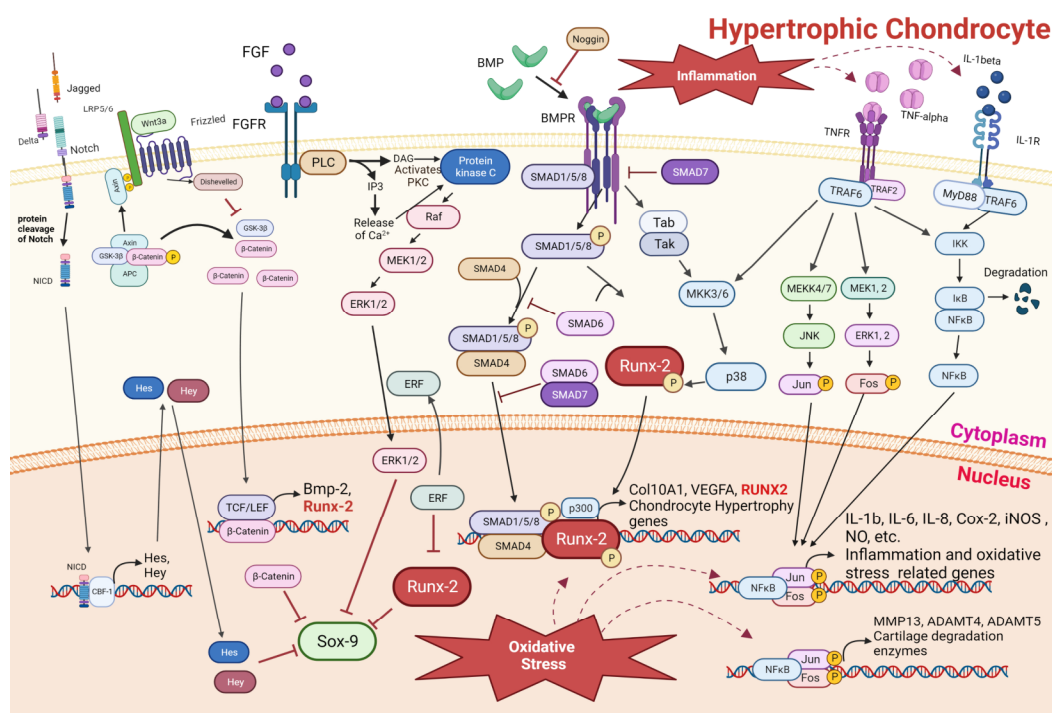 Hypertrophic Chondrocyte
Noggin
FGF
BMP
Inflammation
IL-1beta
Jagged
LRP5/6
Wnt3a
Frizzled
FGFR
BMPR
TNFR
TNF-alpha
IL-1R
Delta
Notch
PLC
DAG
Activates
PKC
Protein
kinase C
SMAD1/5/8
SMAD7
Axin
P
P
Dishevelled
IP3
TRAF6
TRAF2
MyD88
TRAF6
protein
cleavage
of Notch
Raf
Release
of Ca2+
Tab
Tak
GSK-3β
β-Catenin
Axin
GSK-3β
β-Catenin
P
APC
SMAD1/5/8
P
IKK
MEK1/2
SMAD4
Degradation
NICD
β-Catenin
β-Catenin
MKK3/6
MEKK4/7
MEK1, 2
IκB
NFκB
ERK1/2
SMAD6
JNK
ERK1, 2
SMAD1/5/8
P
SMAD4
Runx-2
P
p38
SMAD6
SMAD7
Jun
P
Fos
P
NFκB
Hes
Hey
ERF
Cytoplasm
Nucleus
ERK1/2
ERF
TCF/LEF
β-Catenin
Bmp-2,
Runx-2
Col10A1, VEGFA, RUNX2
Chondrocyte Hypertrophy
genes
SMAD1/5/8
P
p300
SMAD4
Runx-2
P
IL-1b, IL-6, IL-8, Cox-2, iNOS ,
NO, etc.
Inflammation and oxidative
stress related genes
NICD
CBF-1
Hes,
Hey
β-Catenin
Runx-2
NFκB
Jun
P
Fos
P
Sox-9
Hes
Hey
Oxidative
Stress
MMP13, ADAMT4, ADAMT5
Cartilage degradation
enzymes
NFκB
Jun
P
Fos
P